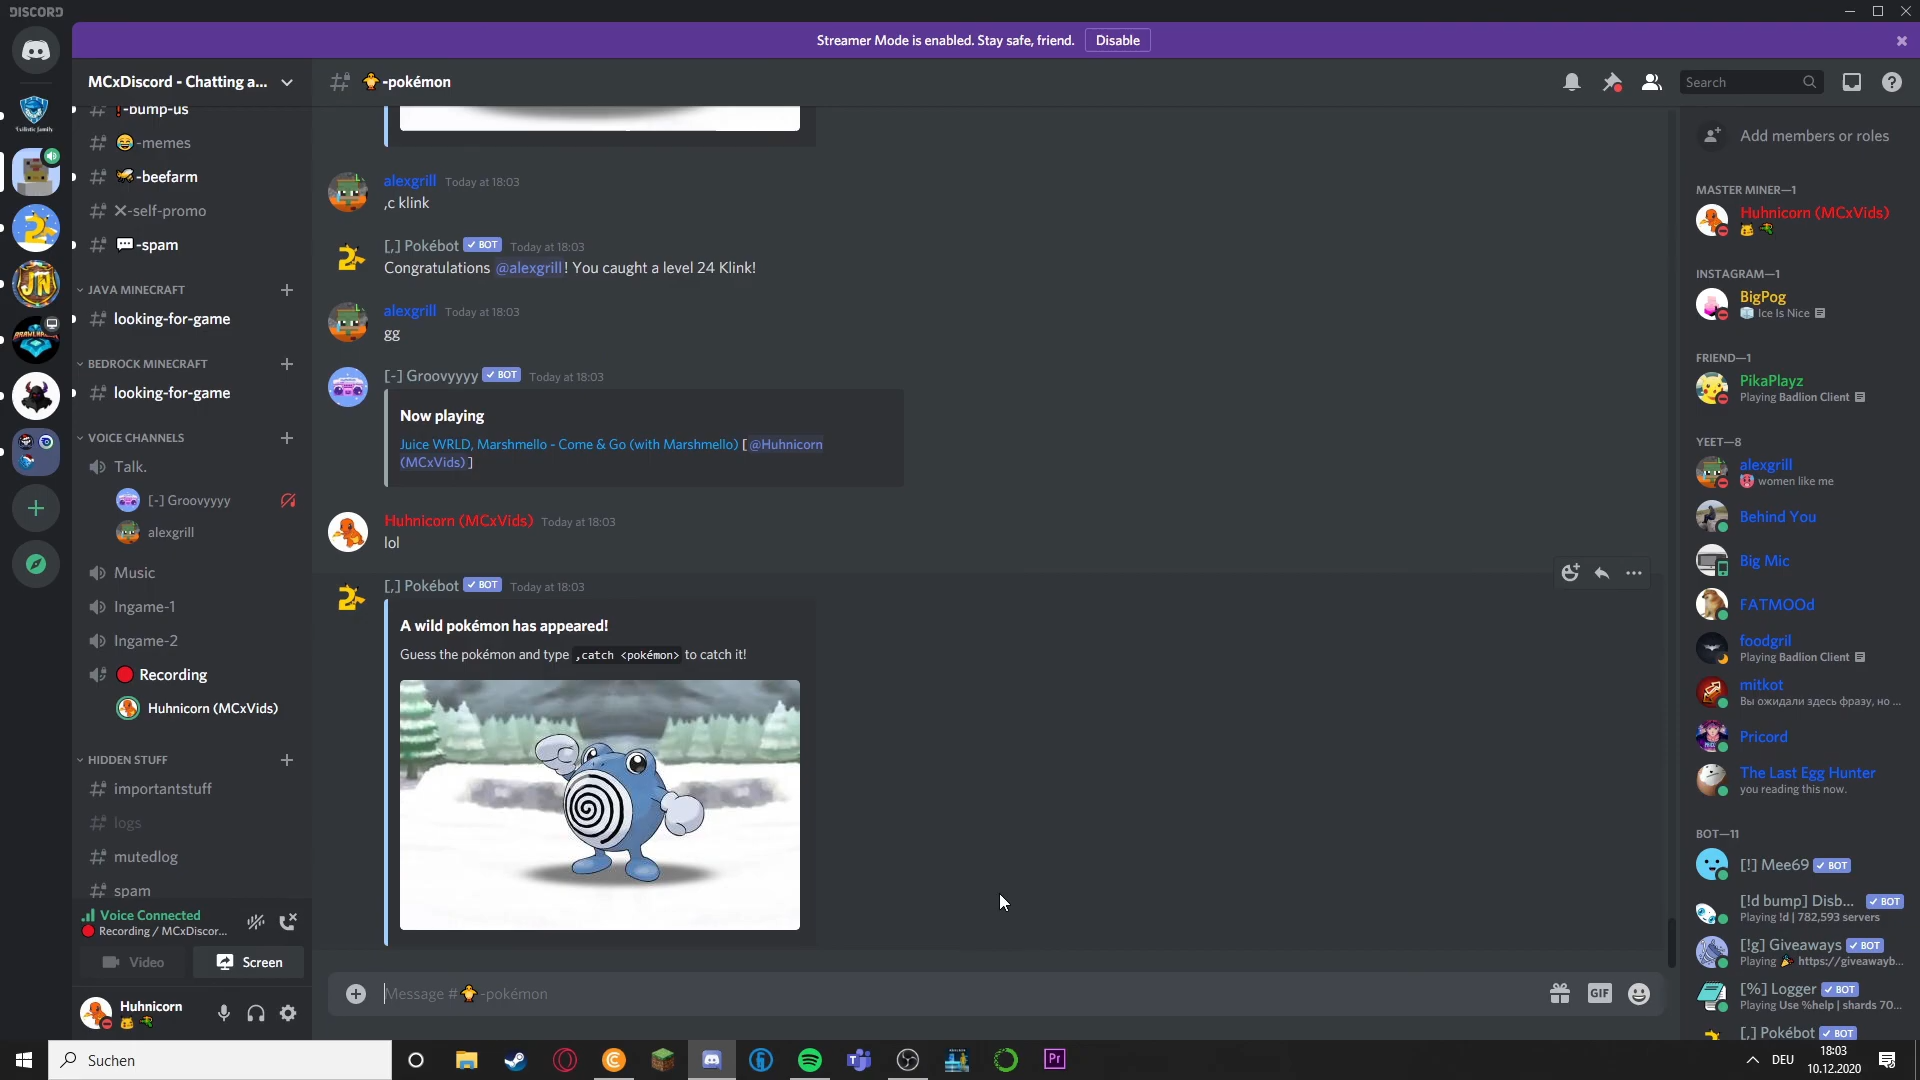 DISCORD
Streamer Mode is enabled. Stay safe, friend.
Disable
MCxDiscord - Chatting a...
-pokémon
Search
-bump-us
-memes
-beefarm
-self-promo
-spam
JAVA MINECRAFT
looking-for-game
BEDROCK MINECRAFT
looking-for-game
VOICE CHANNELS
Talk.
[-] Groovyyyy
alexgrill
Music
Ingame-1
Ingame-2
Recording
Huhnicorn (MCxVids)
HIDDEN STUFF
importantstuff
logs
mutedlog
spam
Voice Connected
Recording / MCxDiscor...
Video
Screen
Huhnicorn
alexgrill Today at 18:03
,c klink
[,] Pokébot BOT Today at 18:03
Congratulations @alexgrill! You caught a level 24 Klink!
alexgrill Today at 18:03
gg
[-] Groovyyyy BOT Today at 18:03
Now playing
Juice WRLD, Marshmello - Come & Go (with Marshmello) [@Huhnicorn
(MCxVids)]
Huhnicorn (MCxVids) Today at 18:03
lol
[,] Pokébot BOT Today at 18:03
A wild pokémon has appeared!
Guess the pokémon and type ,catch <pokémon> to catch it!
Message # -pokémon
GIF
Add members or roles
MASTER MINER—1
Huhnicorn (MCxVids)
INSTAGRAM—1
BigPog
Ice Is Nice
FRIEND—1
PikaPlayz
Playing Badlion Client
YEET—8
alexgrill
women like me
Behind You
Big Mic
FATMOOd
foodgril
Playing Badlion Client
mitkot
Вы ожидали здесь фразу, но ...
Pricord
The Last Egg Hunter
you reading this now.
BOT—11
[!] Mee69 BOT
[!d bump] Disb... BOT
Playing !d | 782,593 servers
[!g] Giveaways BOT
Playing https://giveawayb...
[%] Logger BOT
Playing Use %help | shards 70...
[,] Pokébot BOT
Suchen
Pr
DEU
18:03
10.12.2020